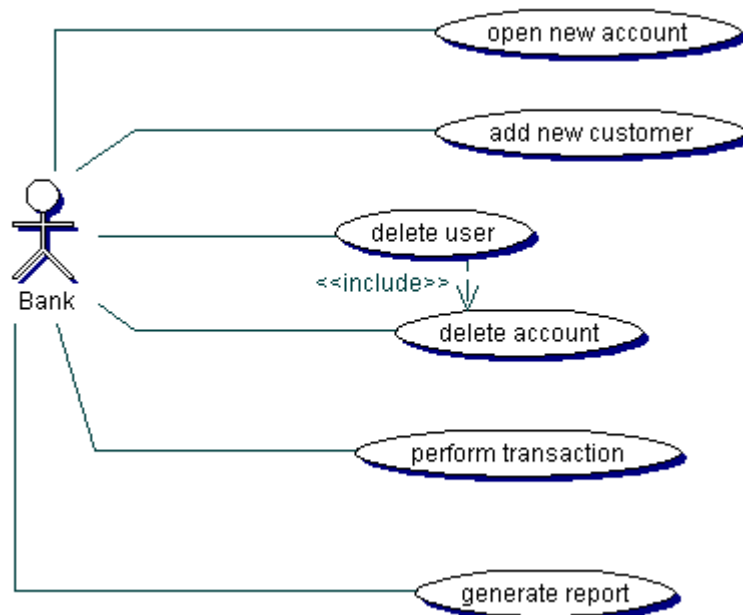 open new account
add new customer
delete user
<<include>>
Bank
delete account
perform transaction
generate report